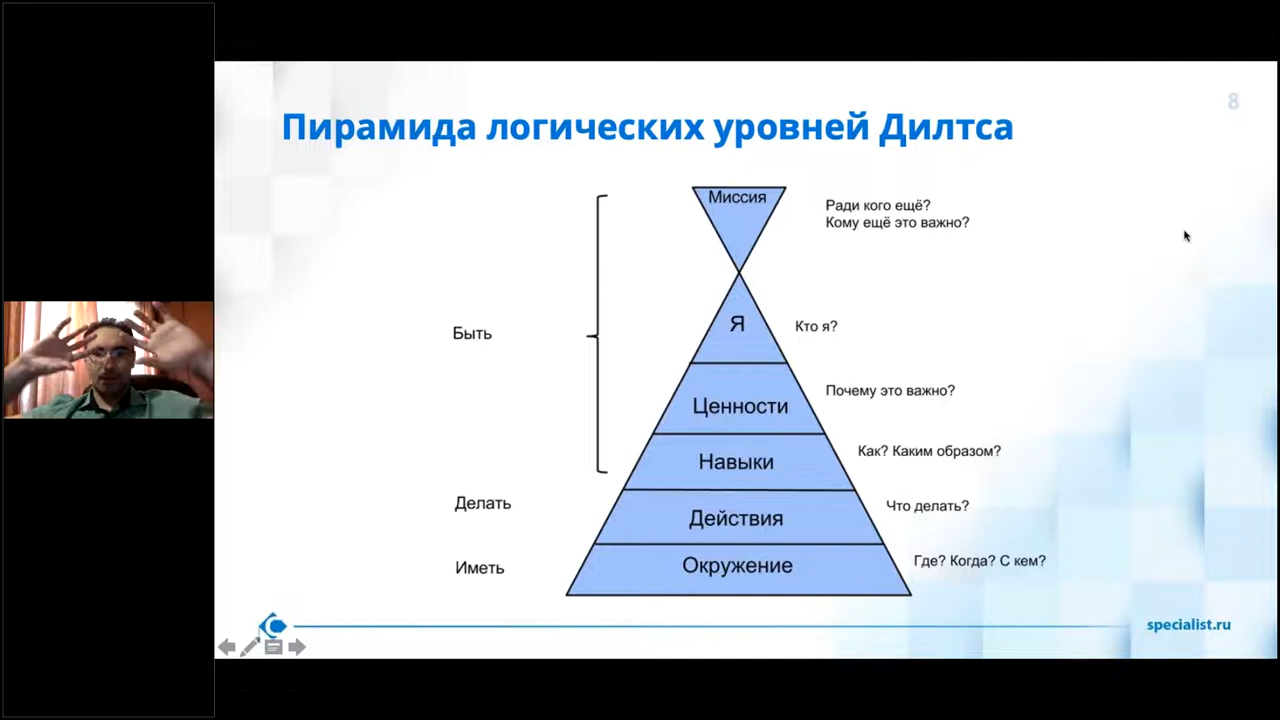 8
Пирамида логических уровней Дилтса
Миссия
Ради кого ещё?
Кому ещё это важно?
Быть
Я
Кто я?
Ценности
Почему это важно?
Навыки
Как? Каким образом?
Делать
Действия
Что делать?
Иметь
Окружение
Где? Когда? С кем?
specialist.ru